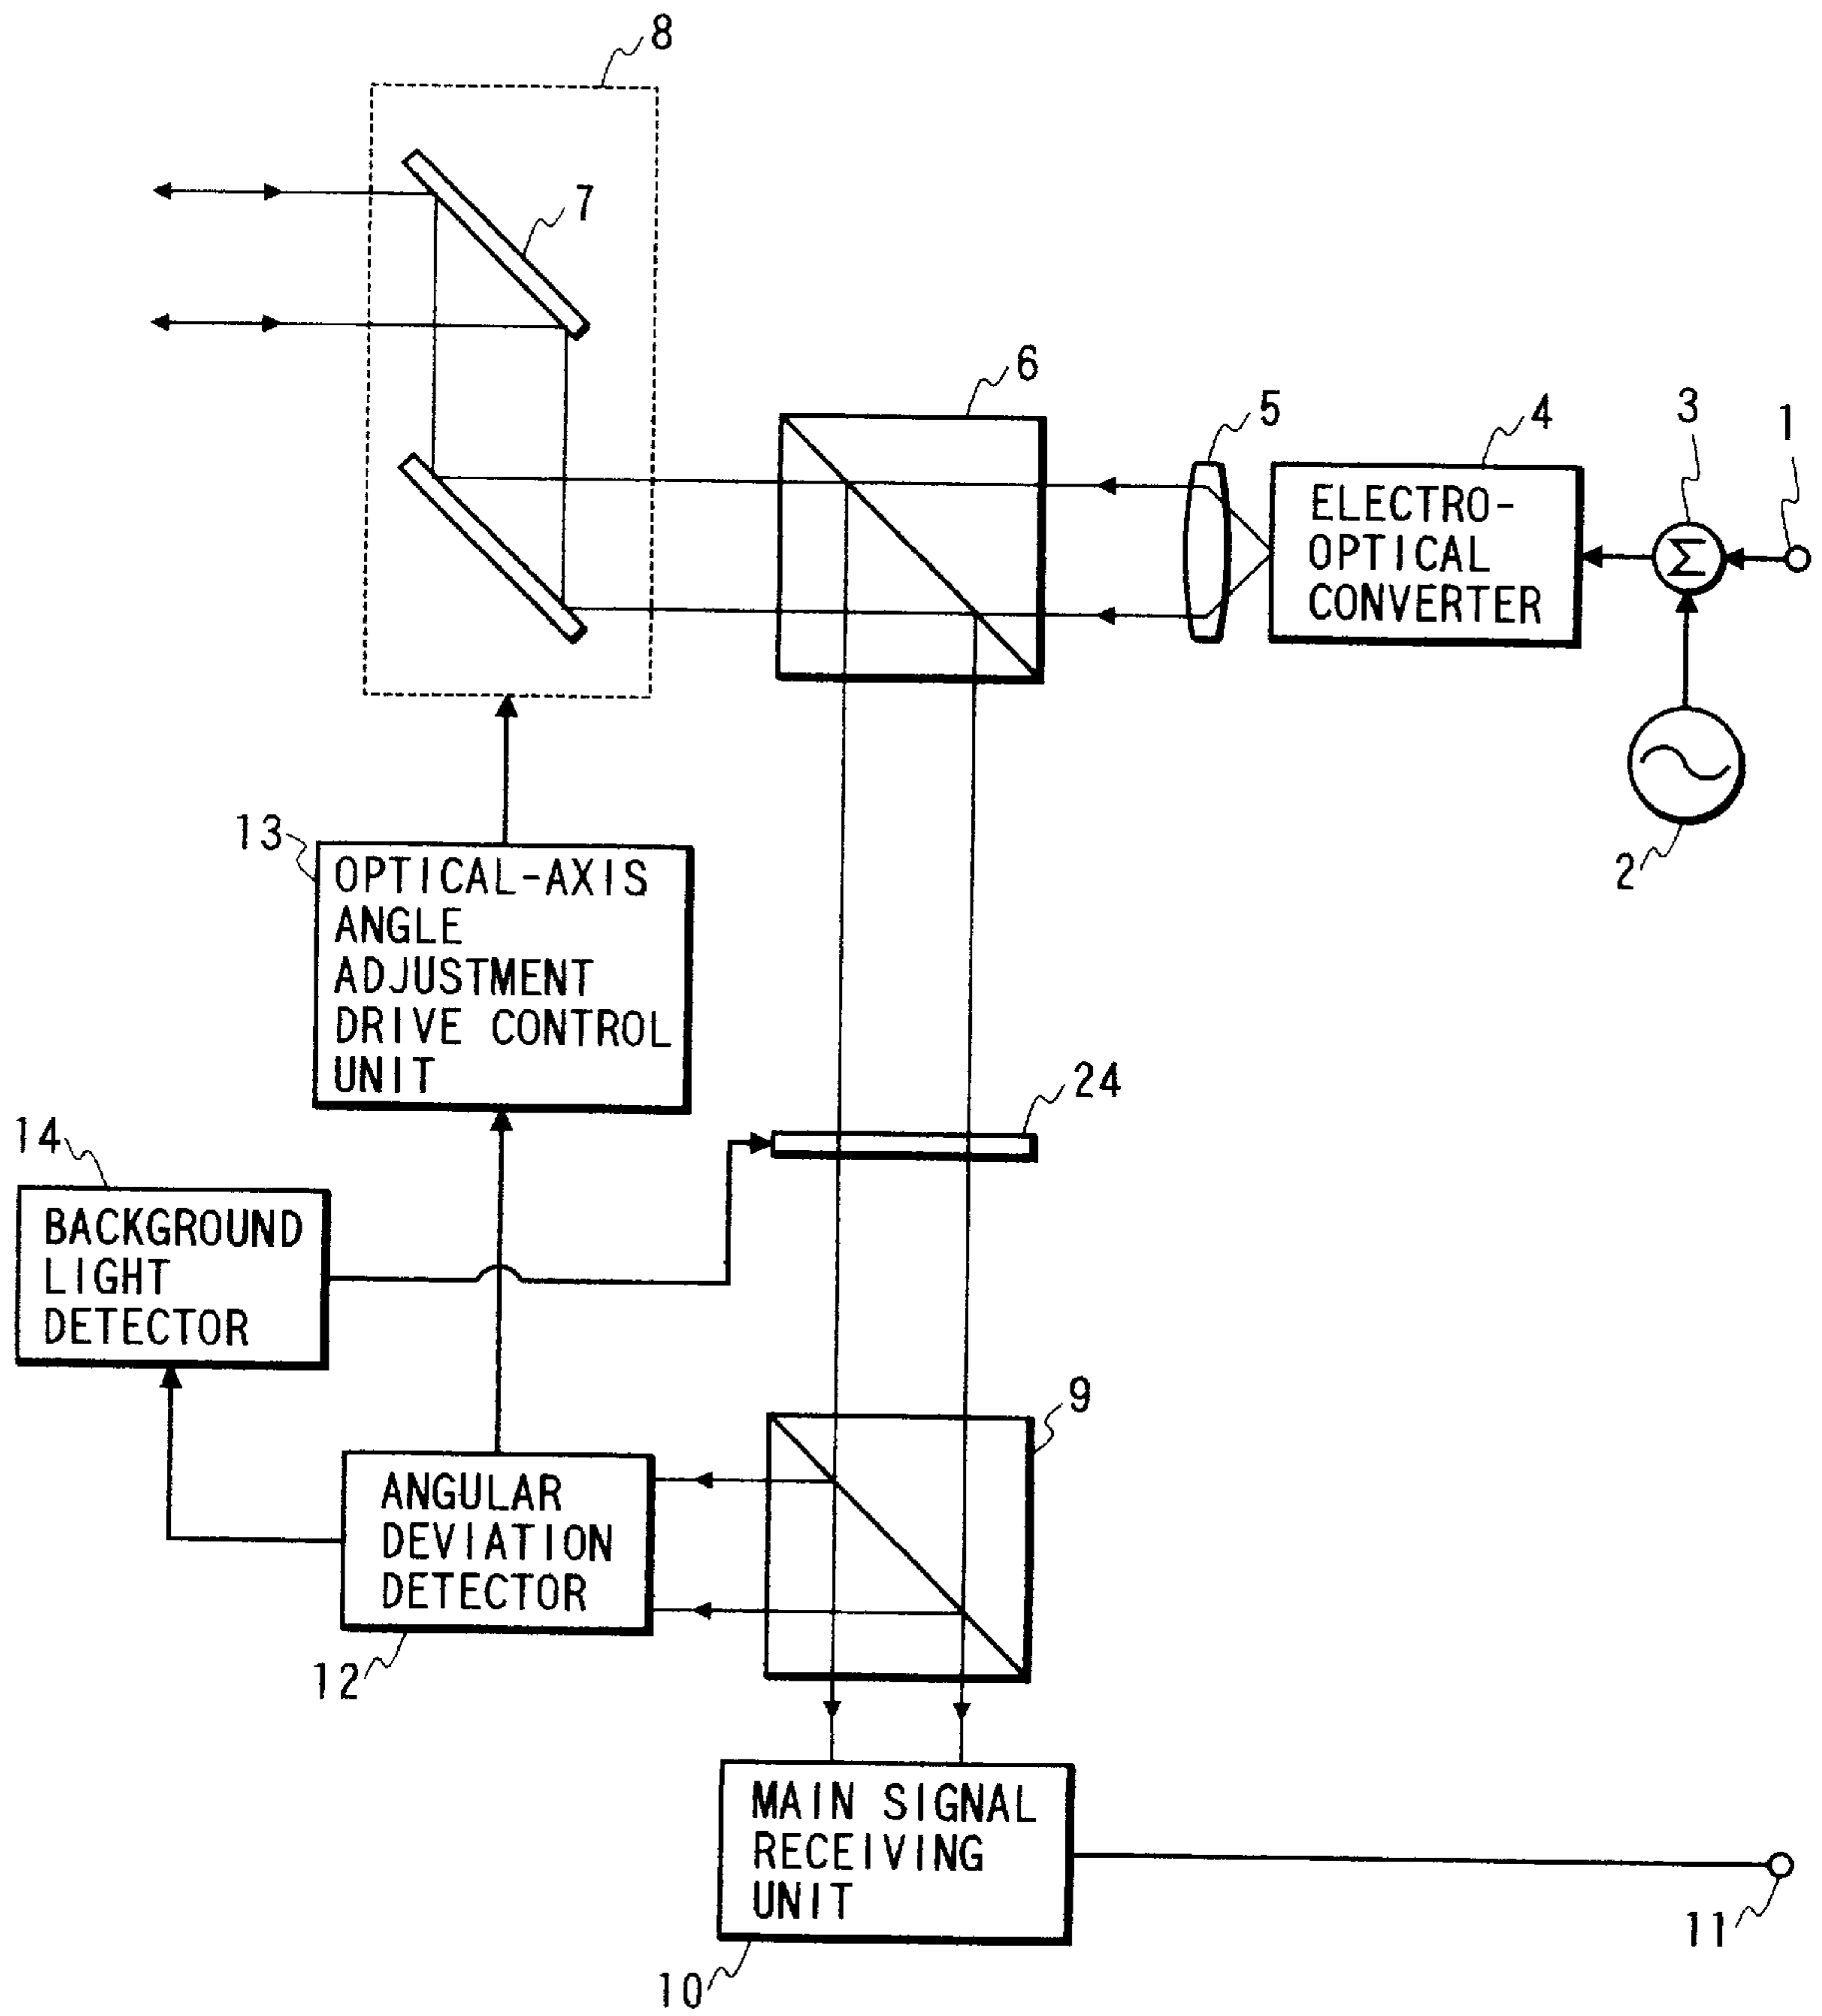 8
7
6
5
4
3
1
ELECTRO-
OPTICAL
CONVERTER
Σ
2
13
OPTICAL-AXIS
ANGLE
ADJUSTMENT
DRIVE CONTROL
UNIT
24
14
BACKGROUND
LIGHT
DETECTOR
9
ANGULAR
DEVIATION
DETECTOR
12
MAIN SIGNAL
RECEIVING
UNIT
11
10